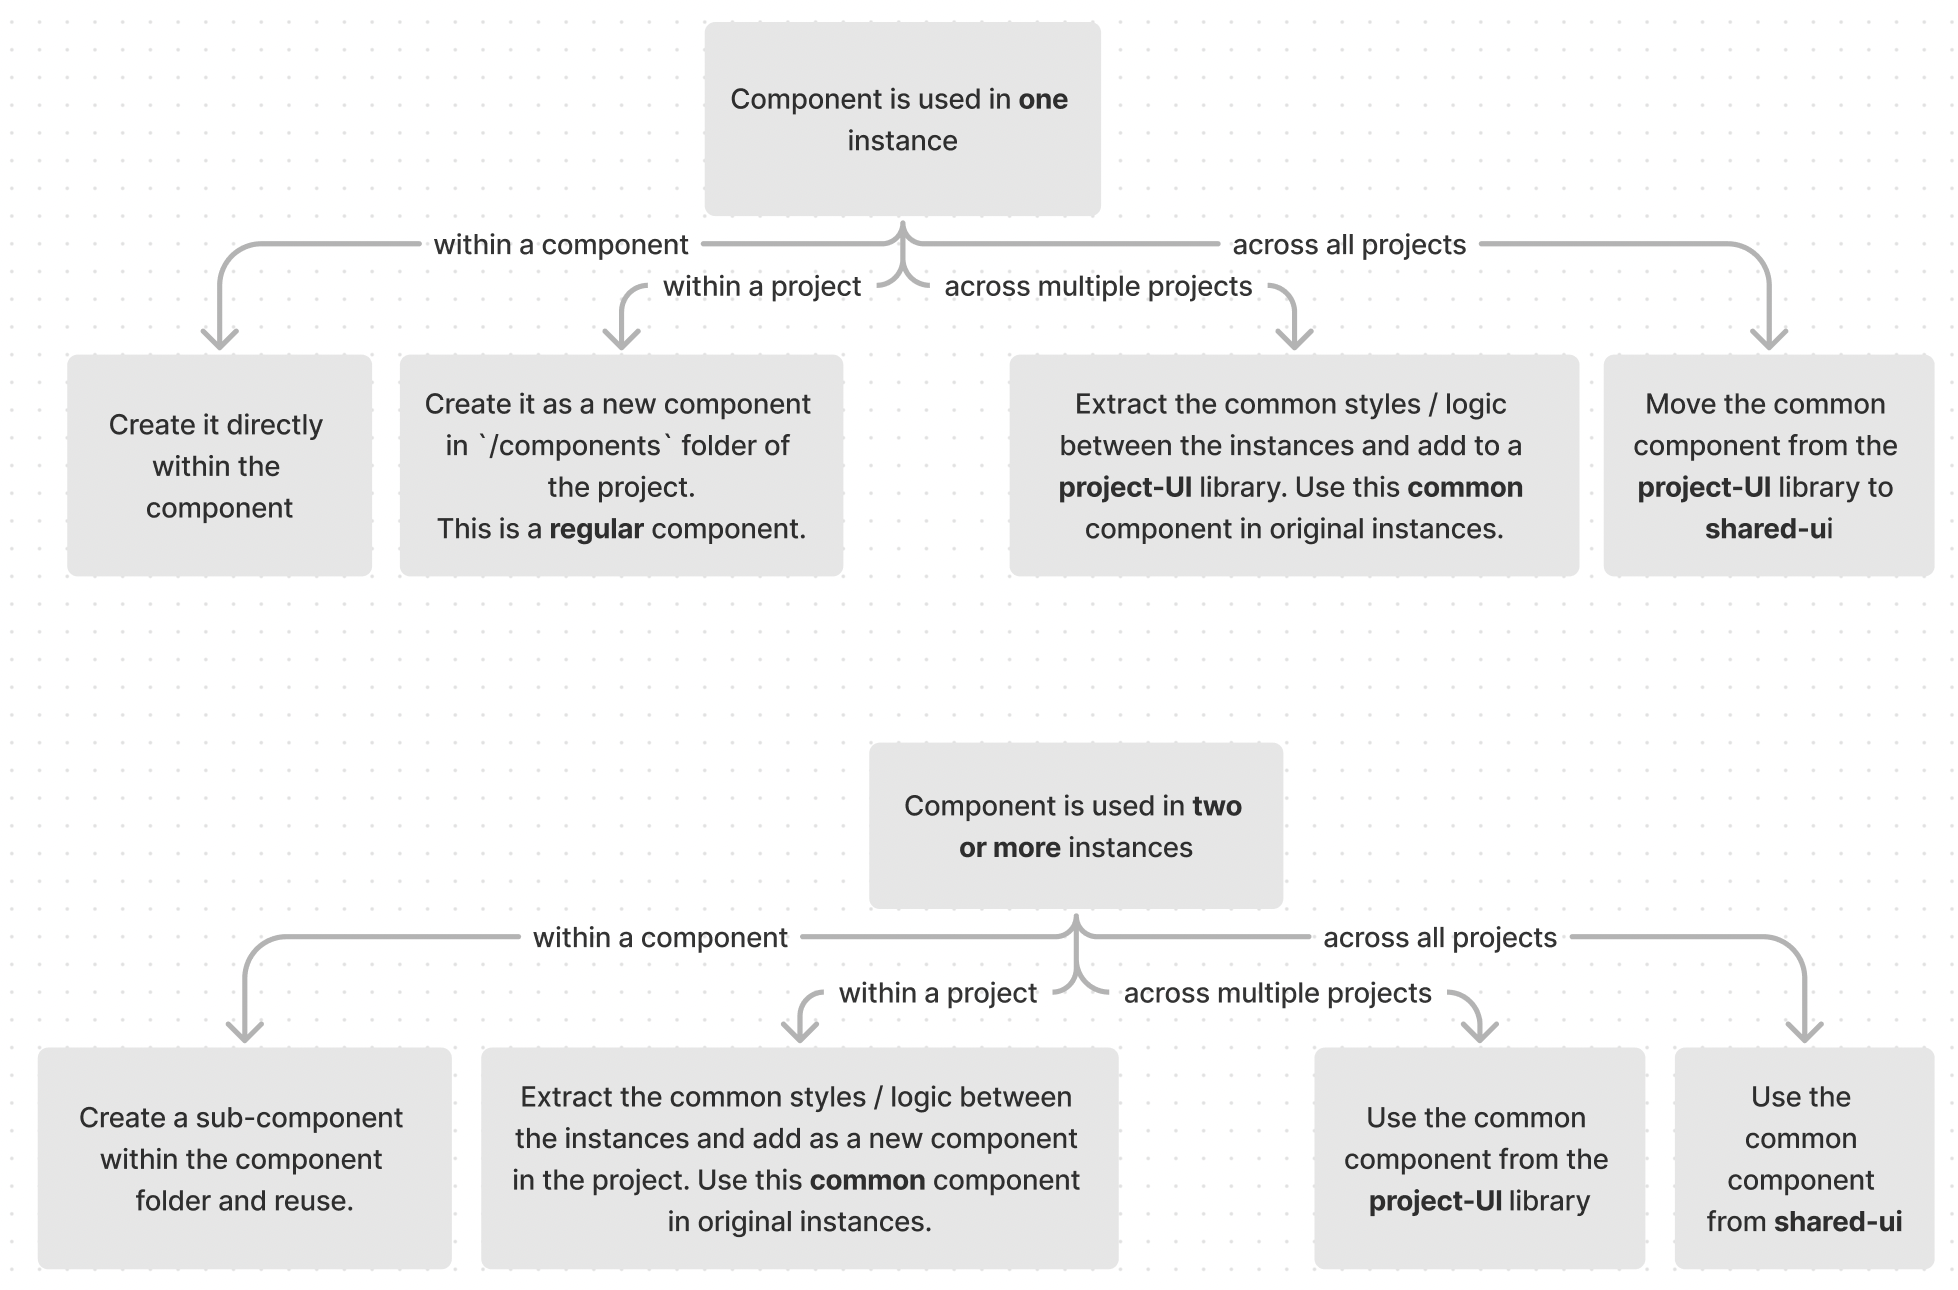 Component is used in one
instance
within a component
across all projects
within a project
across multiple projects
Create it directly
within the
component
Create it as a new component
in `/components` folder of
the project.
This is a regular component.
Extract the common styles / logic
between the instances and add to a
project-UI library. Use this common
component in original instances.
Move the common
component from the
project-UI library to
shared-ui
Component is used in two
or more instances
within a component
across all projects
within a project
across multiple projects
Create a sub-component
within the component
folder and reuse.
Extract the common styles / logic between
the instances and add as a new component
in the project. Use this common component
in original instances.
Use the common
component from the
project-UI library
Use the
common
component
from shared-ui